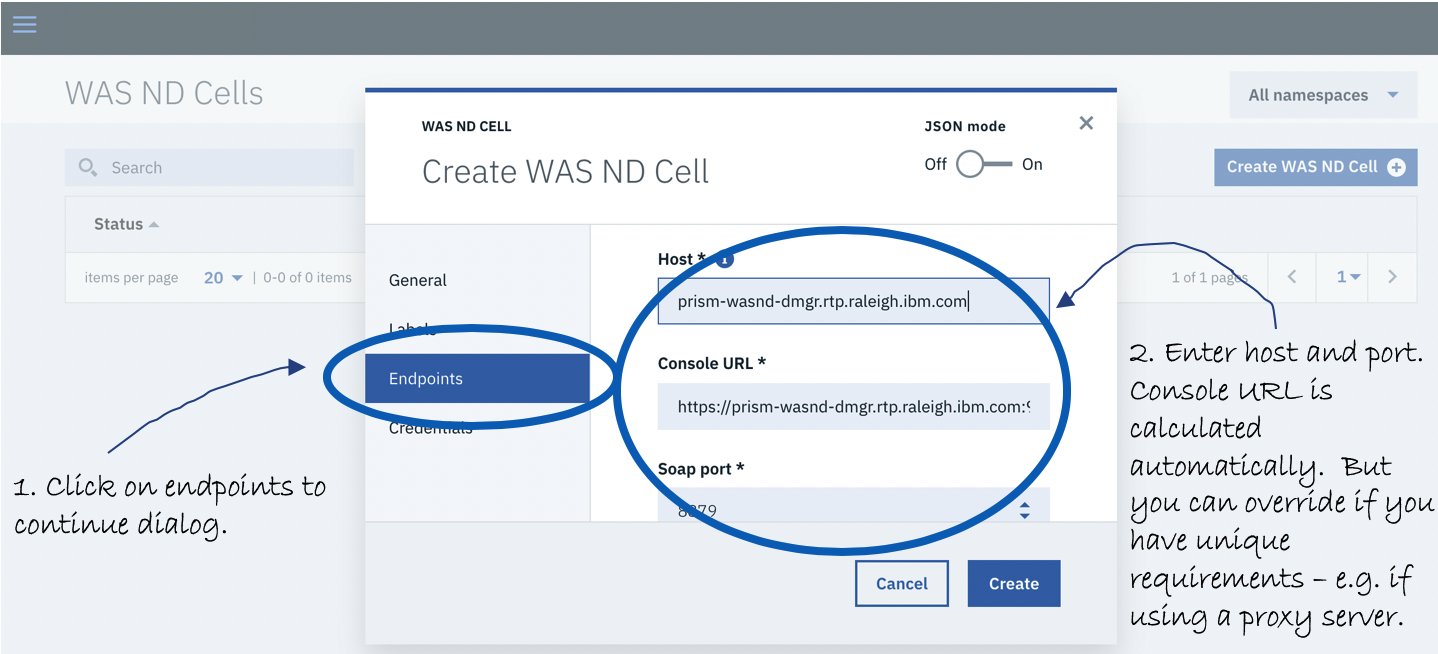 WAS ND Cells
All namespaces
Search
Create WAS ND Cell
Status
items per page 20 | 0-0 of 0 items
1 of 1 pages
1
WAS ND CELL
Create WAS ND Cell
JSON mode
Off On
General
Labels
Endpoints
Credentials
Host *
prism-wasnd-dmgr.rtp.raleigh.ibm.com
Console URL *
https://prism-wasnd-dmgr.rtp.raleigh.ibm.com:9
Soap port *
8879
Cancel
Create
1. Click on endpoints to
continue dialog.
2. Enter host and port.
Console URL is
calculated
automatically. But
you can override if you
have unique
requirements – e.g. if
using a proxy server.